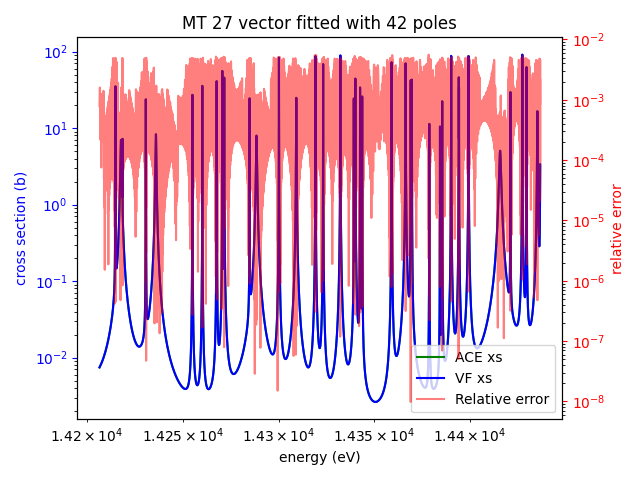 MT 27 vector fitted with 42 poles
cross section (b)
10²
10¹
10⁰
10⁻¹
10⁻²
10⁻²
10⁻³
10⁻⁴
10⁻⁵
10⁻⁶
10⁻⁷
10⁻⁸
relative error
ACE xs
VF xs
Relative error
1.42 × 10⁴ 1.425 × 10⁴ 1.43 × 10⁴ 1.435 × 10⁴ 1.44 × 10⁴
energy (eV)